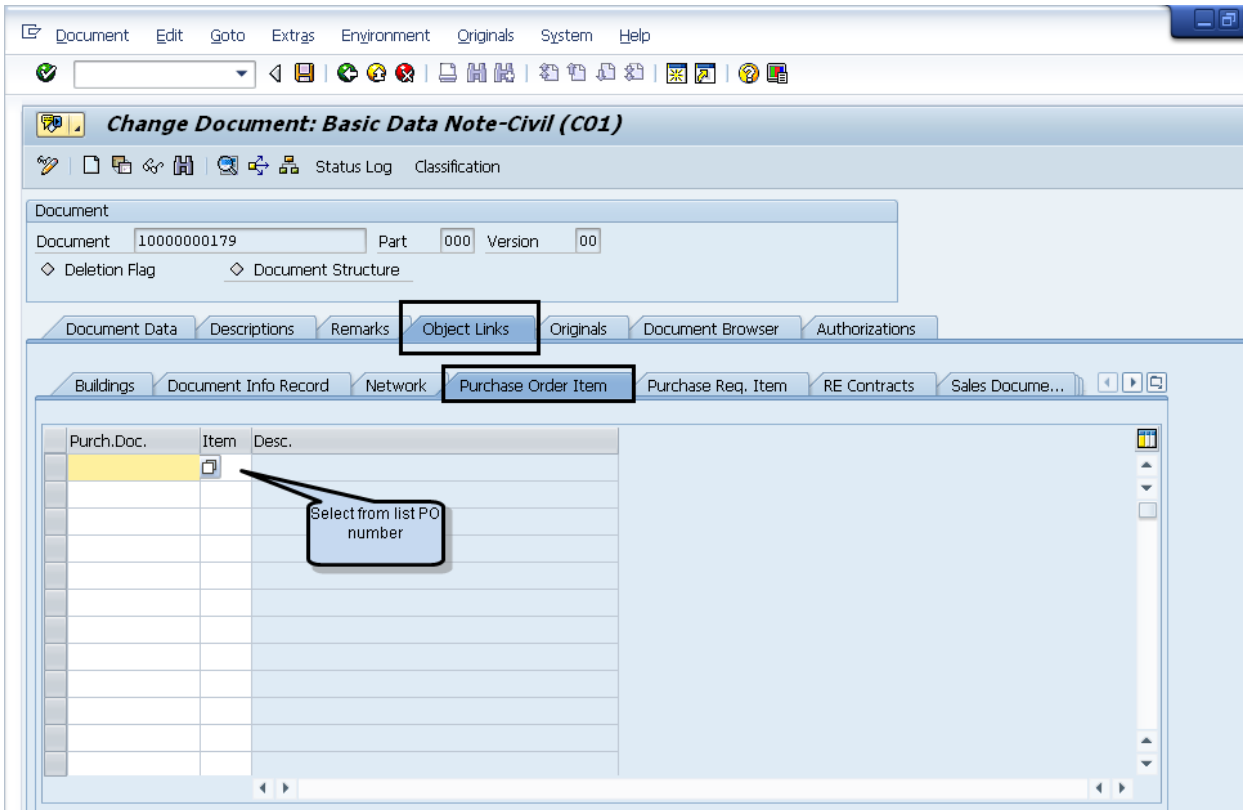 Document Edit Goto Extras Environment Originals System Help
Change Document: Basic Data Note-Civil (C01)
Status Log Classification
Document
Document 10000000179 Part 000 Version 00
Deletion Flag Document Structure
Document Data Descriptions Remarks Object Links Originals Document Browser Authorizations
Buildings Document Info Record Network Purchase Order Item Purchase Req. Item RE Contracts Sales Docume...
Purch.Doc. Item Desc.
Select from list PO
number